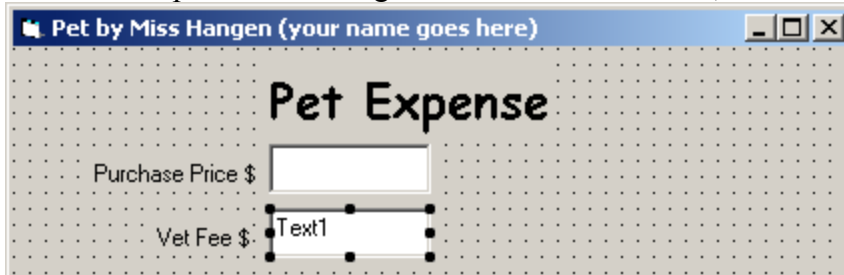 Pet by Miss Hangen (your name goes here)
Pet Expense
Purchase Price $
Vet Fee $ Text1